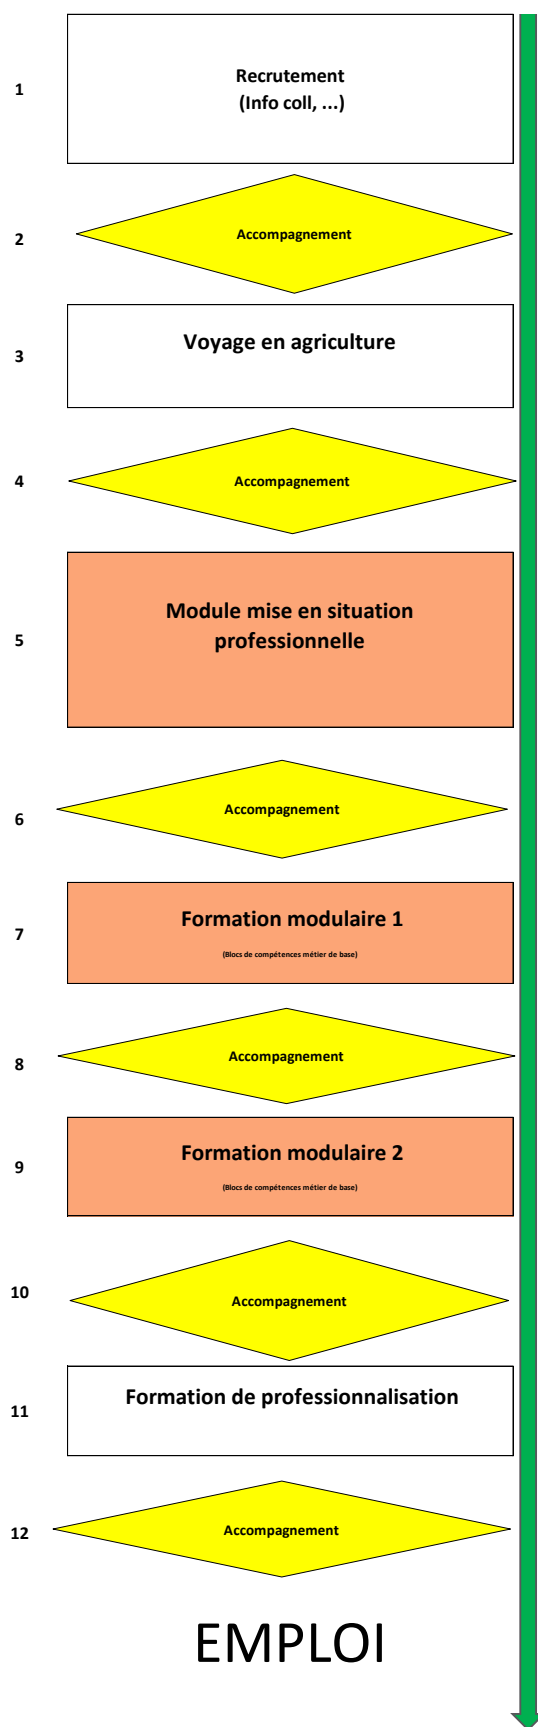 1
Recrutement
(Info coll, ...)
2
Accompagnement
3
Voyage en agriculture
4
Accompagnement
5
Module mise en situation
professionnelle
6
Accompagnement
7
Formation modulaire 1
(Blocs de compétences métier de base)
8
Accompagnement
9
Formation modulaire 2
(Blocs de compétences métier de base)
10
Accompagnement
11
Formation de professionnalisation
12
Accompagnement
EMPLOI